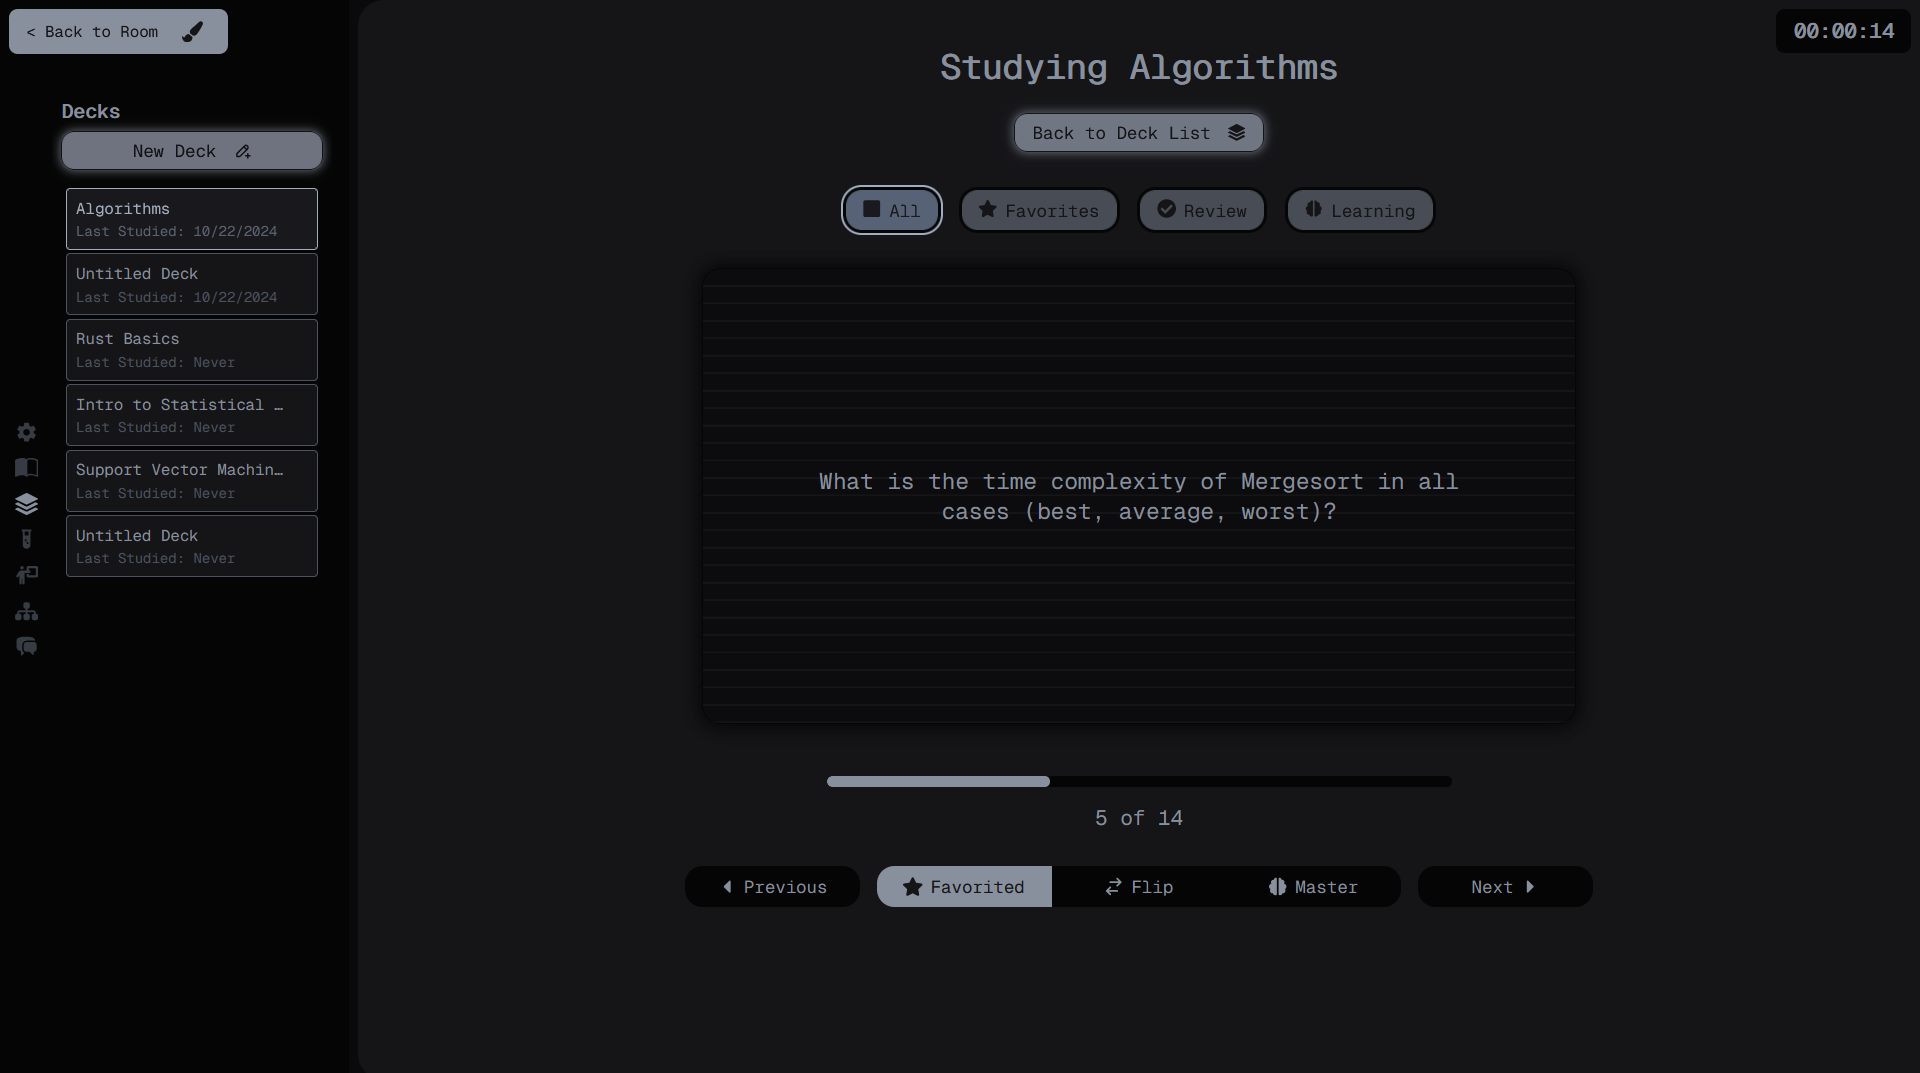 < Back to Room
Decks
New Deck
Algorithms
Last Studied: 10/22/2024
Untitled Deck
Last Studied: 10/22/2024
Rust Basics
Last Studied: Never
Intro to Statistical …
Last Studied: Never
Support Vector Machin…
Last Studied: Never
Untitled Deck
Last Studied: Never
00:00:14
Studying Algorithms
Back to Deck List
All
Favorites
Review
Learning
What is the time complexity of Mergesort in all
cases (best, average, worst)?
5 of 14
Previous
Favorited
Flip
Master
Next